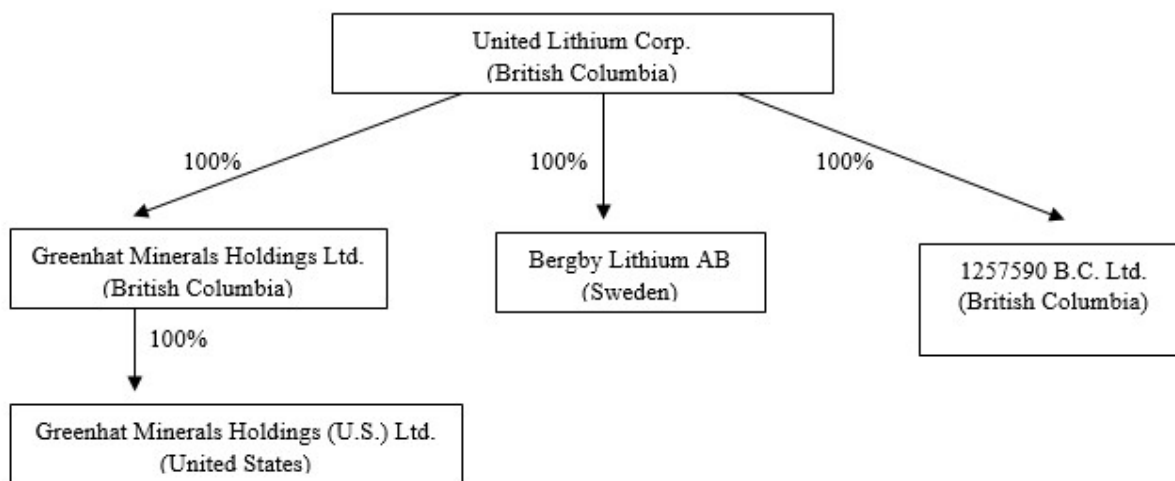 United Lithium Corp.
(British Columbia)
100%
100%
100%
Greenhat Minerals Holdings Ltd.
(British Columbia)
Bergby Lithium AB
(Sweden)
1257590 B.C. Ltd.
(British Columbia)
100%
Greenhat Minerals Holdings (U.S.) Ltd.
(United States)